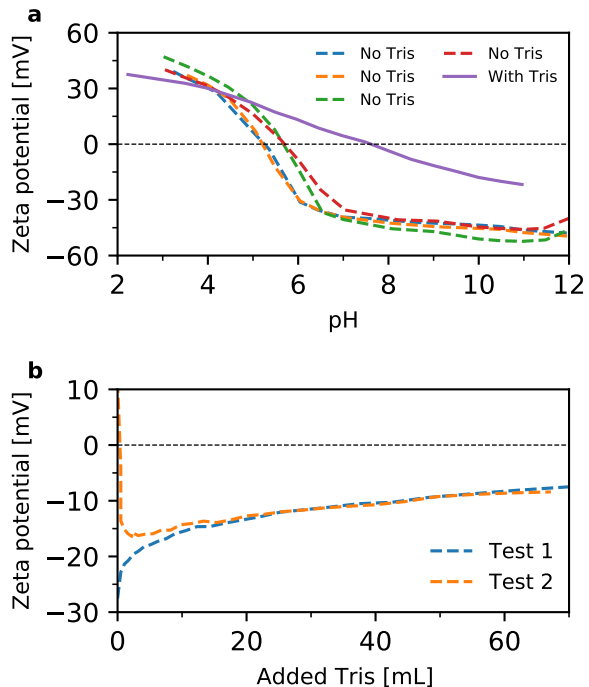 a
Zeta potential [mV]
60
30
0
−30
−60
No Tris
No Tris
No Tris
No Tris
With Tris
2
4
6
8
10
12
pH
b
Zeta potential [mV]
10
0
−10
−20
−30
Test 1
Test 2
0
20
40
60
Added Tris [mL]